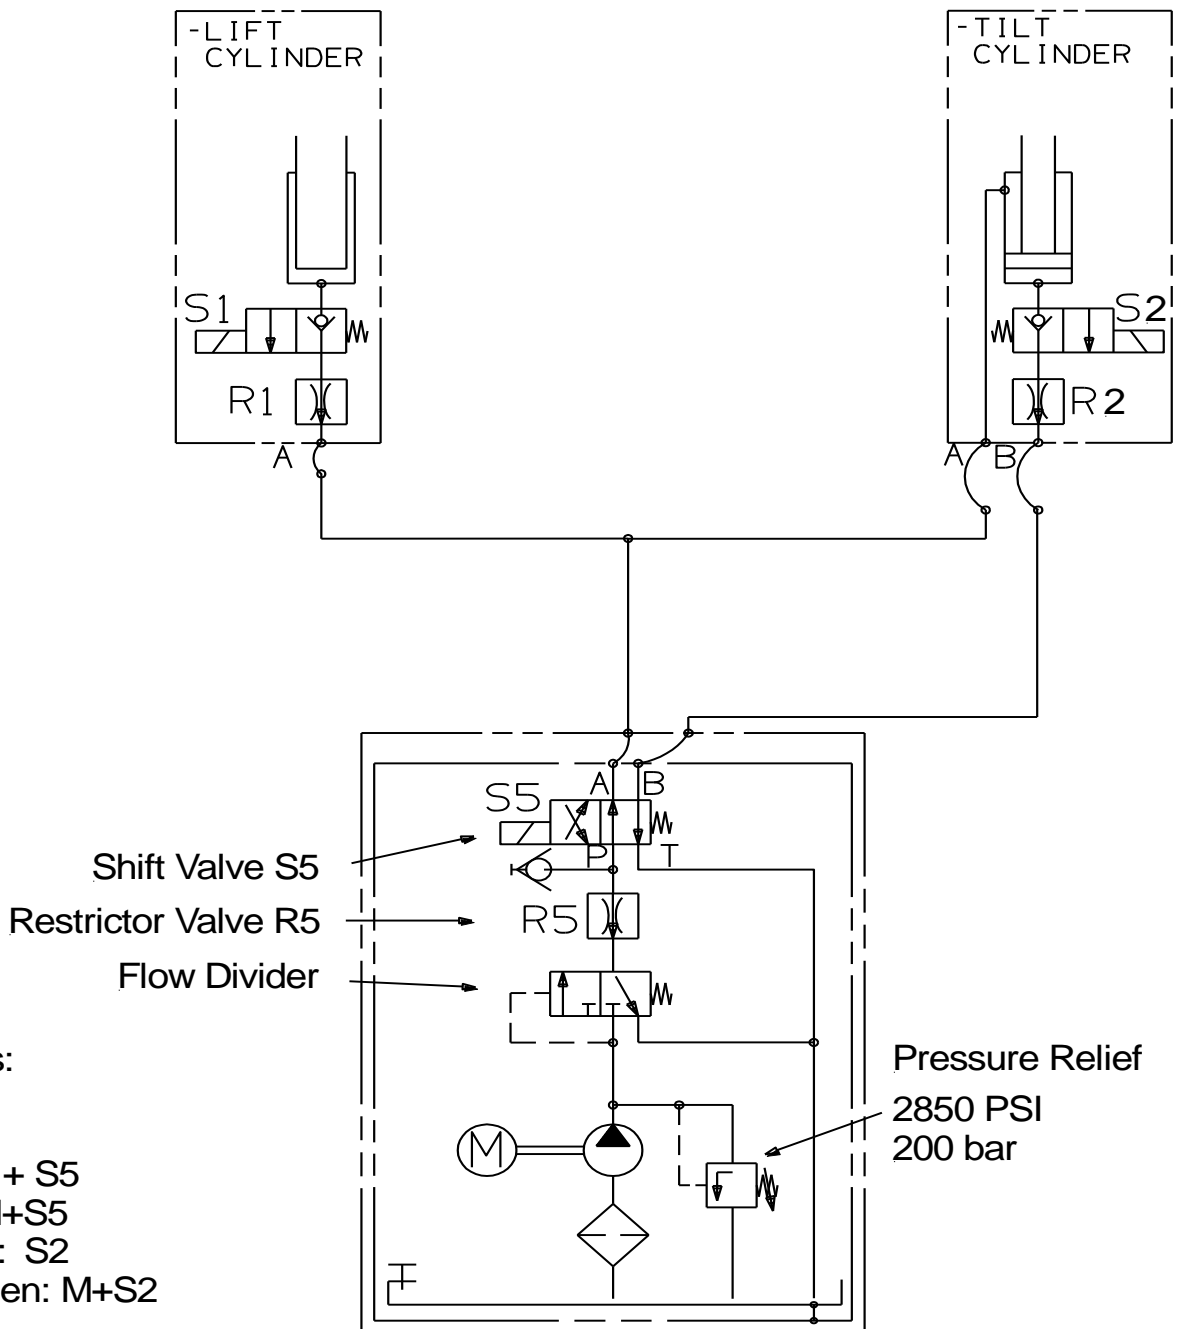 -LIFT
CYLINDER
-TILT
CYLINDER
S1
S2
R1
R2
A
A
B
A
B
S5
P
T
Shift Valve S5
Restrictor Valve R5
R5
Flow Divider
s:
Pressure Relief
2850 PSI
200 bar
M
+ S5
+S5
: S2
en: M+S2